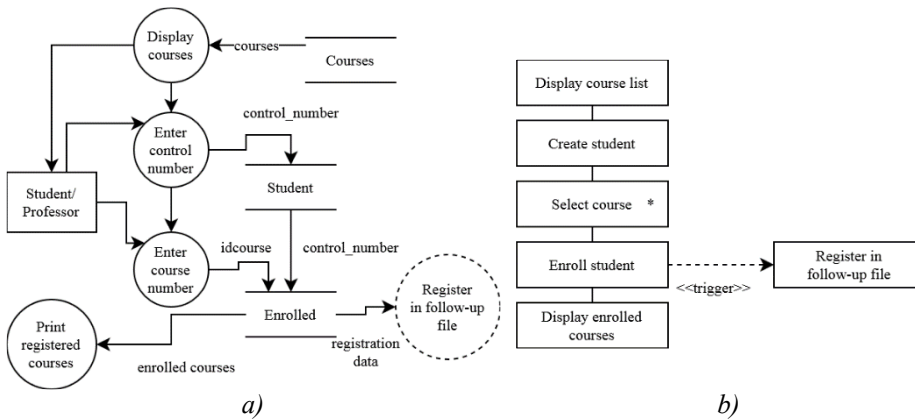 Display
courses
courses
Courses
Enter
control
number
control_number
Student/
Professor
Student
Enter
course
number
idcourse
control_number
Enrolled
Register
in follow-up
file
registration
data
Print
registered
courses
enrolled courses
a)
Display course list
Create student
Select course *
Enroll student
<<trigger>>
Register in
follow-up file
Display enrolled
courses
b)